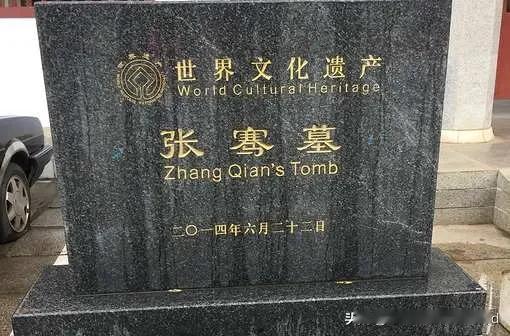 世界文化遗产
World Cultural Heritage
张骞墓
Zhang Qian's Tomb
二〇一四年六月二十二日